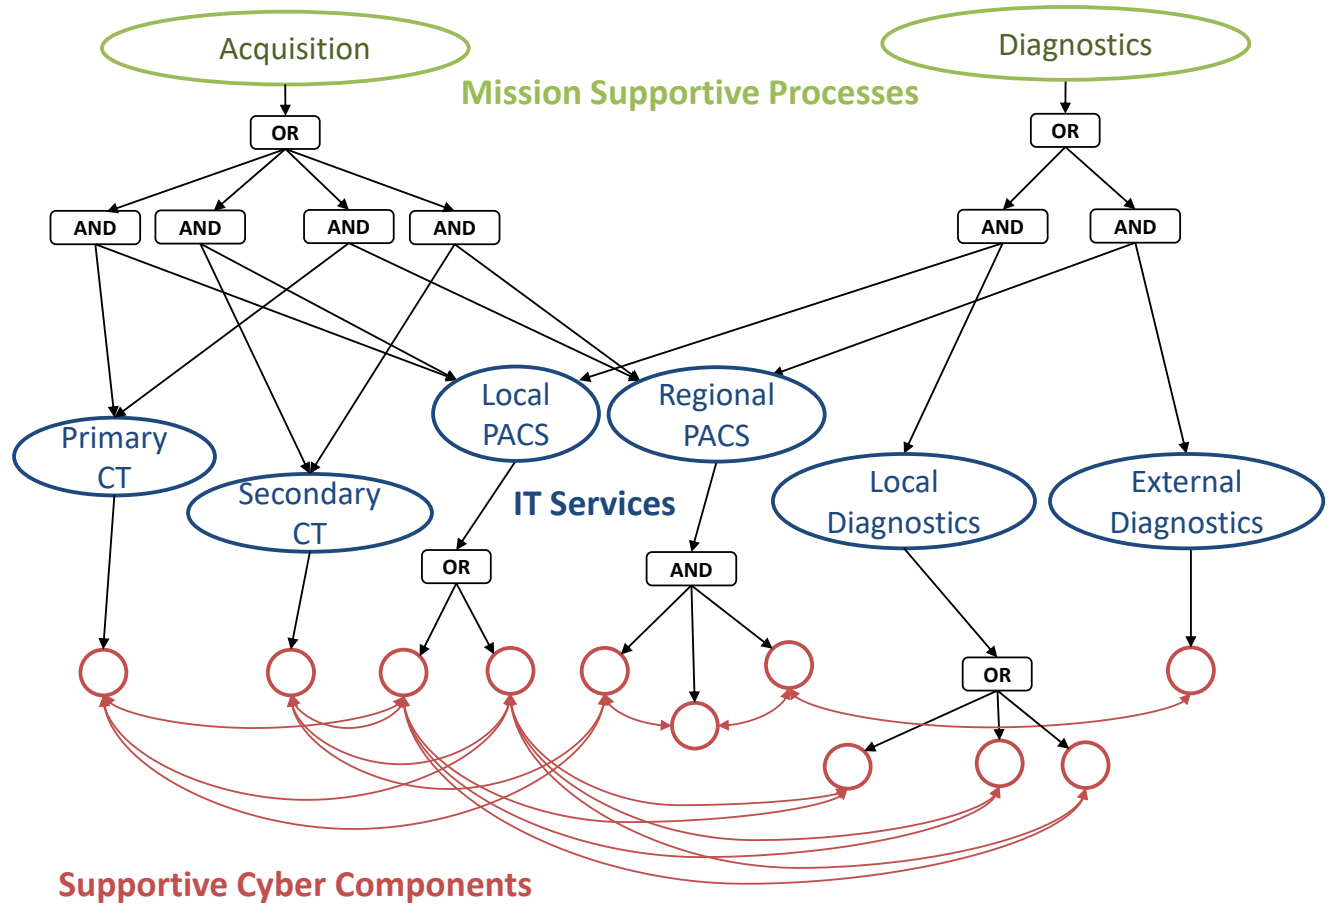 Acquisition
Diagnostics
Mission Supportive Processes
OR
OR
AND
AND
AND
AND
AND
AND
Local
PACS
Regional
PACS
Primary
CT
Secondary
CT
IT Services
Local
Diagnostics
External
Diagnostics
OR
AND
OR
Supportive Cyber Components